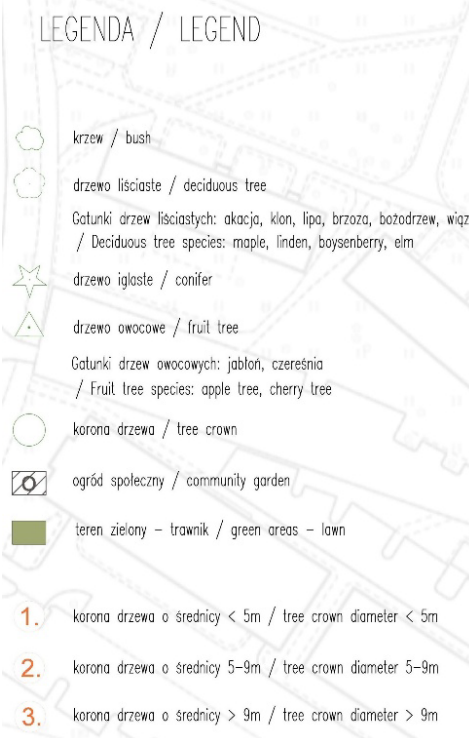 LEGENDA / LEGEND
krzew / bush
drzewo liściaste / deciduous tree
Gatunki drzew liściastych: akacja, klon, lipa, brzoza, bożodrzew, wiąz
/ Deciduous tree species: maple, linden, boysenberry, elm
drzewo iglaste / conifer
drzewo owocowe / fruit tree
Gatunki drzew owocowych: jabłoń, czereśnia
/ Fruit tree species: apple tree, cherry tree
korona drzewa / tree crown
ogród społeczny / community garden
teren zielony – trawnik / green areas – lawn
1. korona drzewa o średnicy < 5m / tree crown diameter < 5m
2. korona drzewa o średnicy 5–9m / tree crown diameter 5–9m
3. korona drzewa o średnicy > 9m / tree crown diameter > 9m